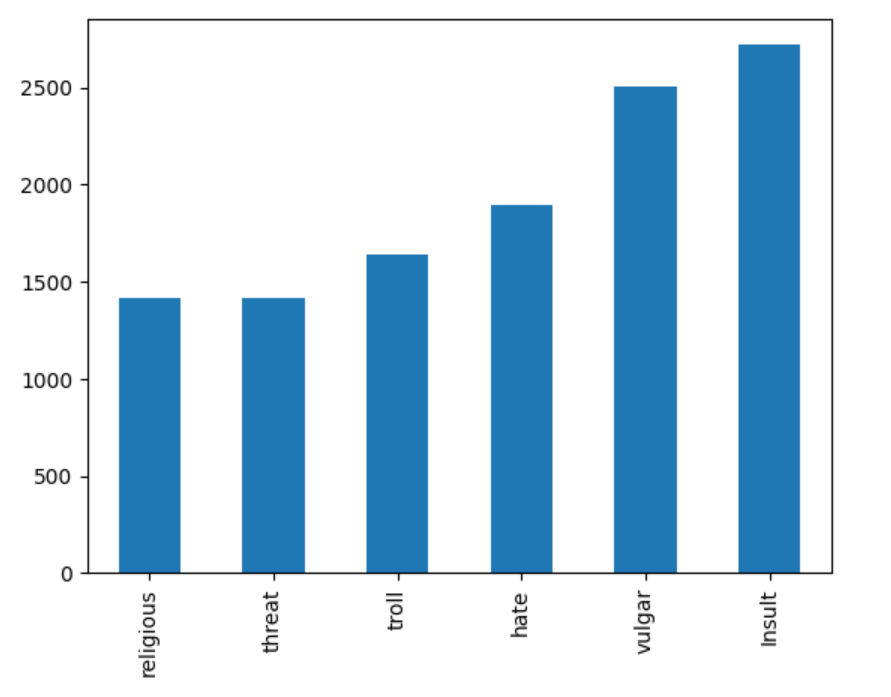 2500
2000
1500
1000
500
0
religious
threat
troll
hate
vulgar
Insult